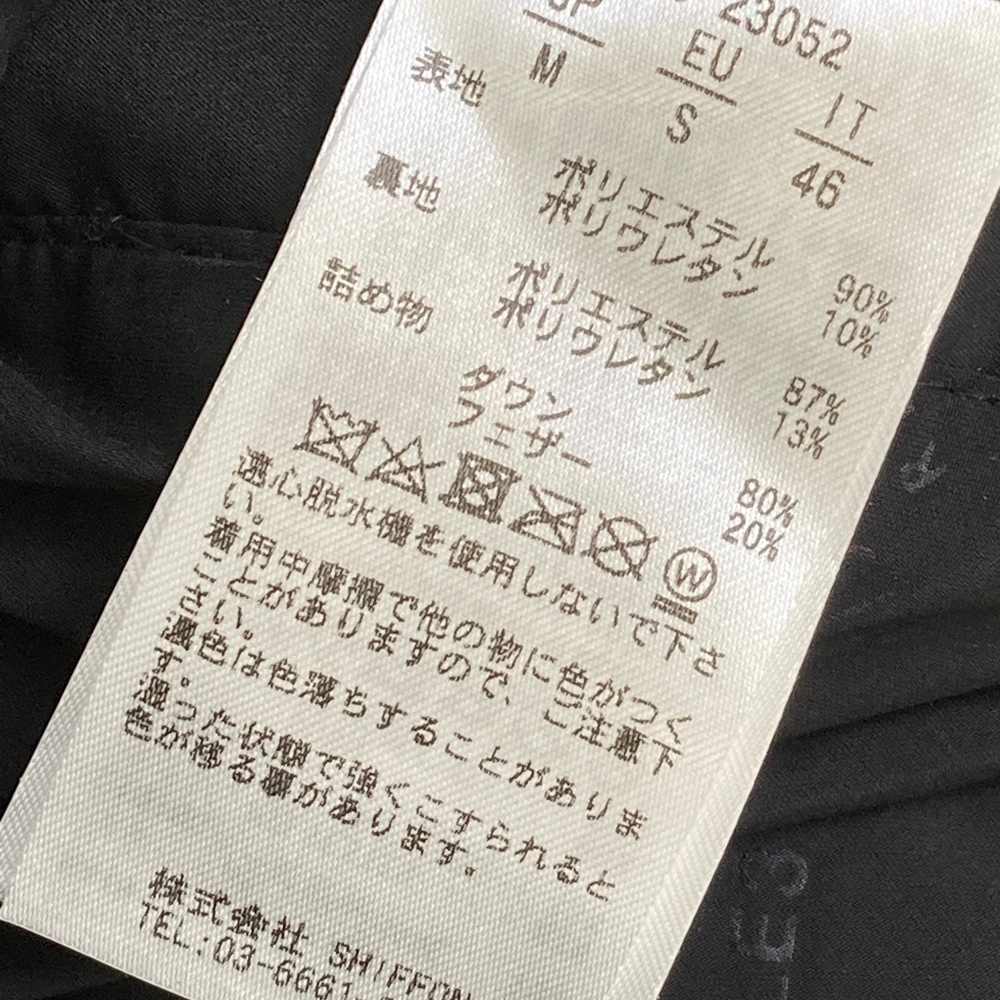 23052
JP EU IT
M S 46
表地
ポリエステル 90%
ポリウレタン 10%
裏地
ポリエステル 87%
ポリウレタン 13%
詰め物
ダウン 80%
フェザー 20%
W
遠心脱水機を使用しないで下さ
い。
着用中摩擦で他の物に色がつく
ことがありますので、ご注意下
さい。
濃色は色落ちすることがありま
す。
湿った状態で強くこすられると
色が移る事があります。
株式会社 SHIFFON
TEL:03-6661-